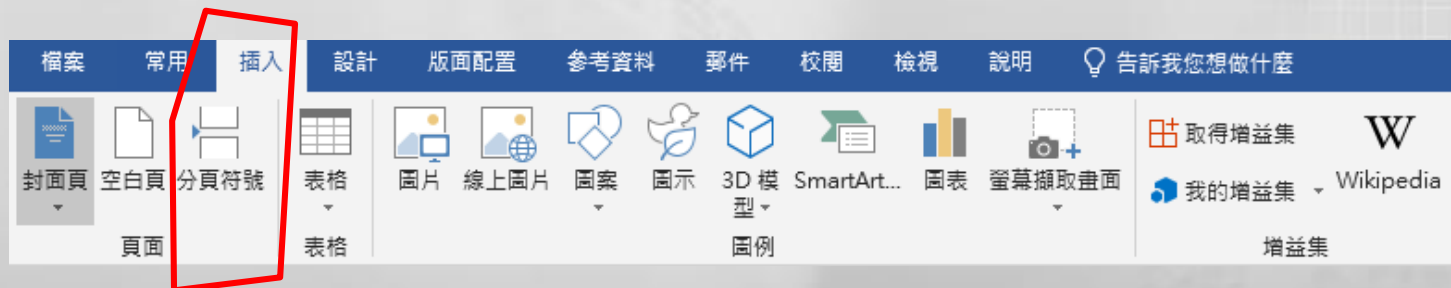 檔案 常用 插入 設計 版面配置 參考資料 郵件 校閱 檢視 說明 告訴我您想做什麼
封面頁 空白頁 分頁符號 表格 圖片 線上圖片 圖案 圖示 3D 模型 SmartArt... 圖表 螢幕擷取畫面 取得增益集 我的增益集 W Wikipedia
頁面 表格 圖例 增益集